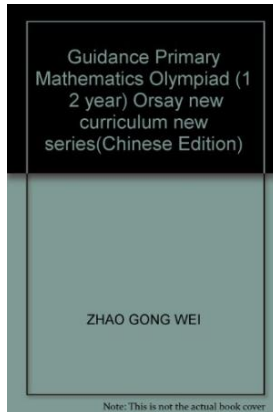 Guidance Primary
Mathematics Olympiad (1
2 year) Orsay new
curriculum new
series(Chinese Edition)
ZHAO GONG WEI
Note: This is not the actual book cover